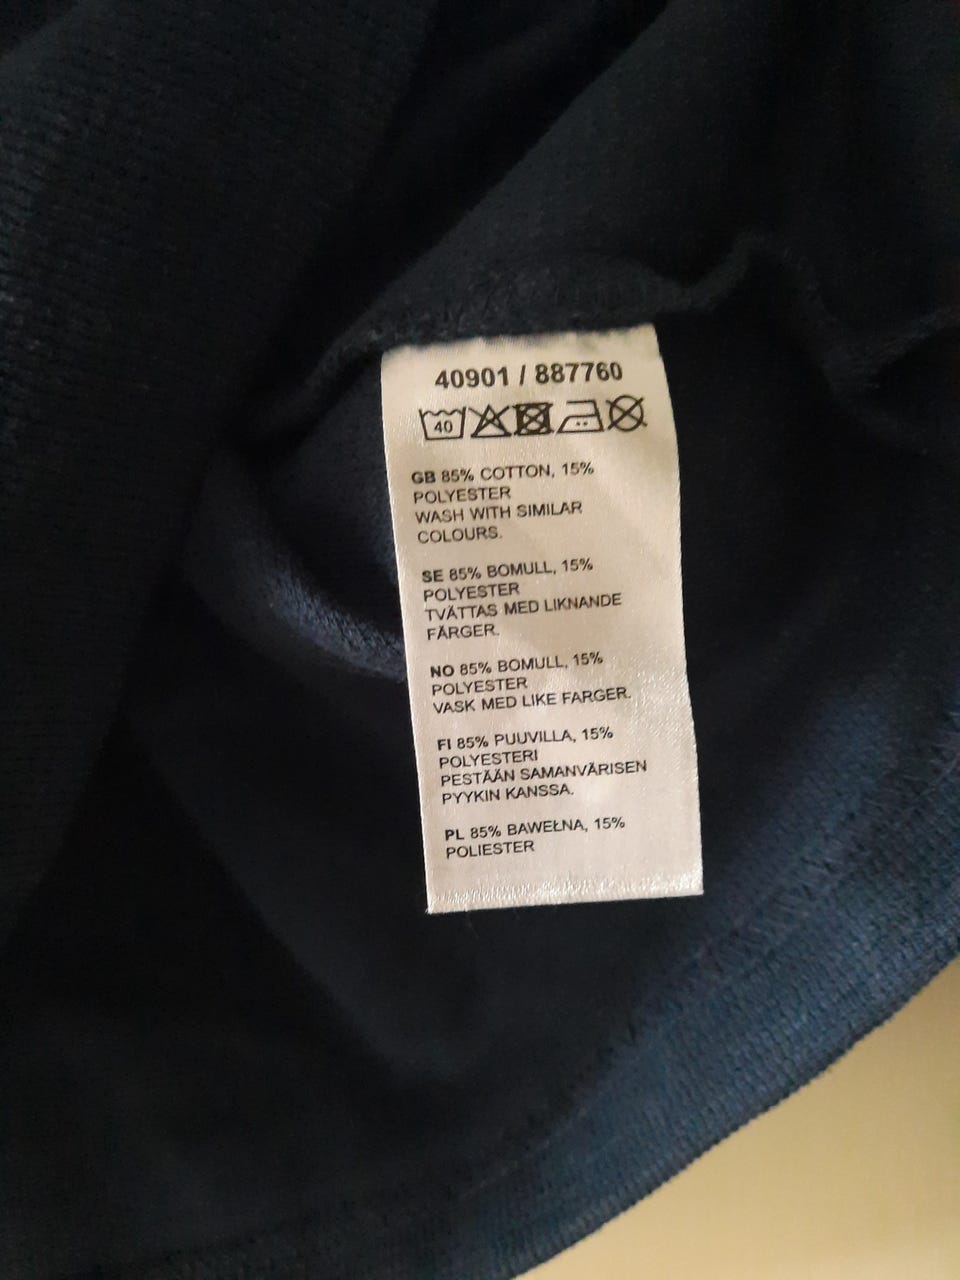 40901 / 887760
40
GB 85% COTTON, 15%
POLYESTER
WASH WITH SIMILAR
COLOURS.
SE 85% BOMULL, 15%
POLYESTER
TVÄTTAS MED LIKNANDE
FÄRGER.
NO 85% BOMULL, 15%
POLYESTER
VASK MED LIKE FARGER.
FI 85% PUUVILLA, 15%
POLYESTERI
PESTÄÄN SAMANVÄRISEN
PYYKIN KANSSA.
PL 85% BAWEŁNA, 15%
POLIESTER